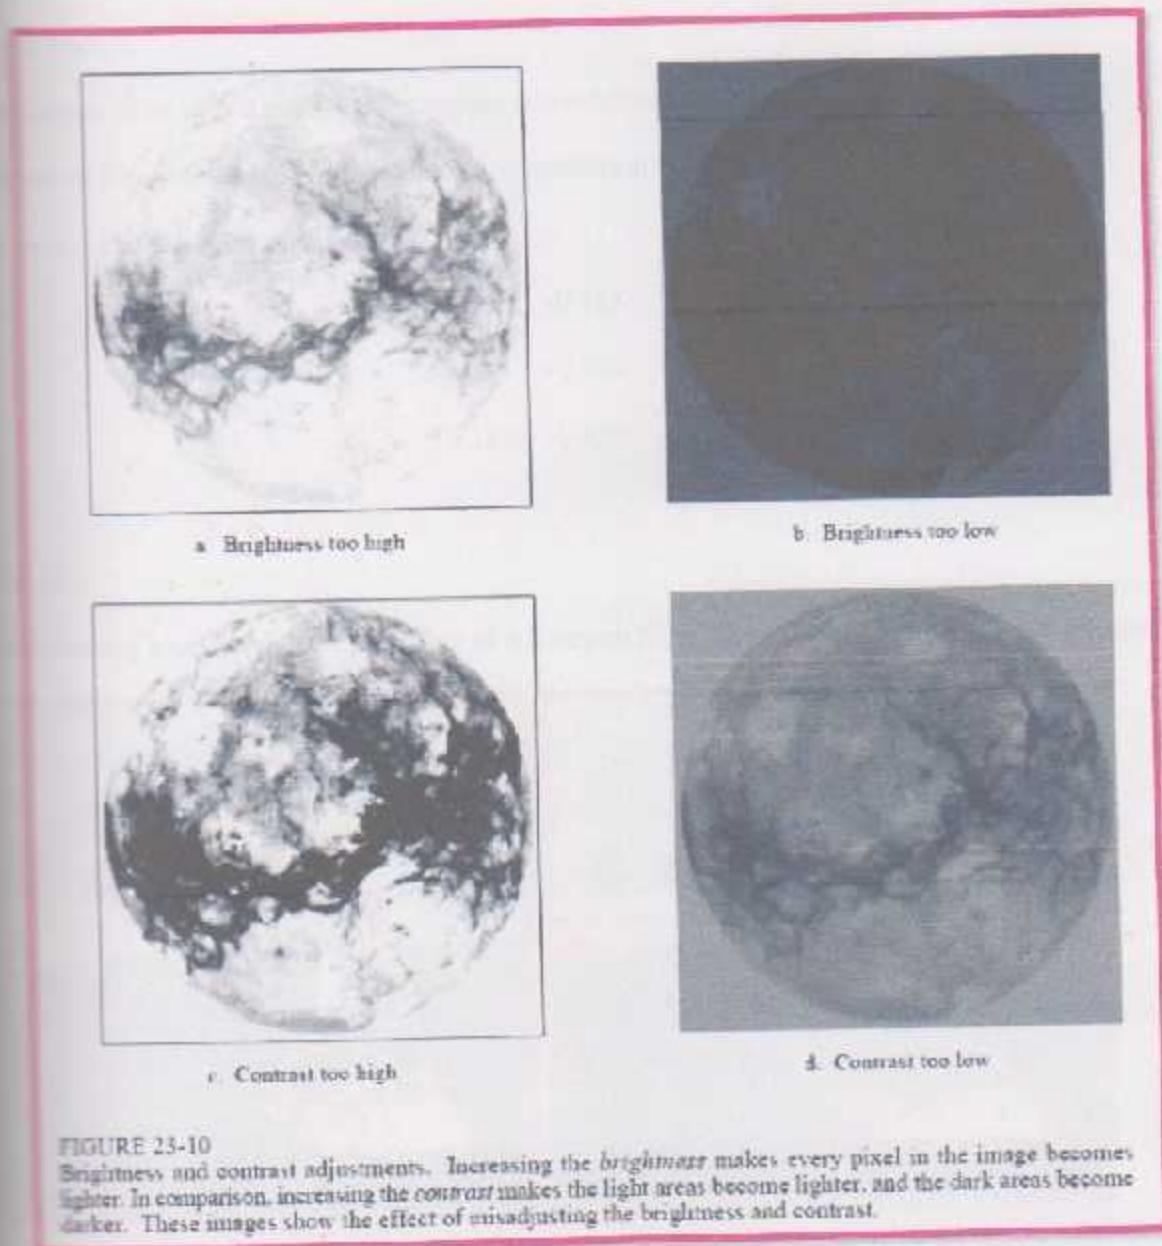 a. Brightness too high
b. Brightness too low
c. Contrast too high
d. Contrast too low
FIGURE 23-10
Brightness and contrast adjustments. Increasing the brightness makes every pixel in the image becomes
lighter. In comparison, increasing the contrast makes the light areas become lighter, and the dark areas become
darker. These images show the effect of misadjusting the brightness and contrast.